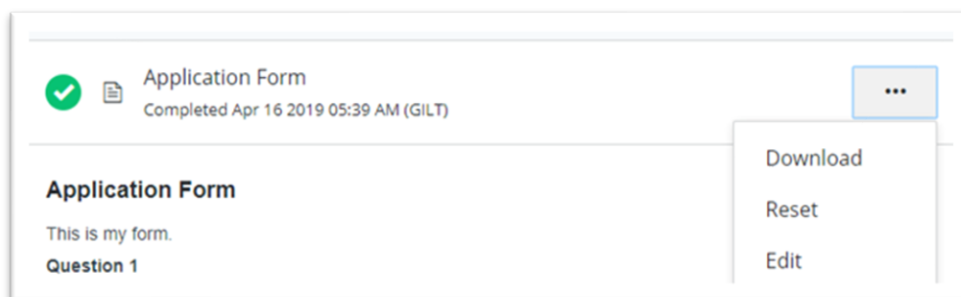 Application Form
Completed Apr 16 2019 05:39 AM (GILT)
Download
Reset
Edit
Application Form
This is my form.
Question 1